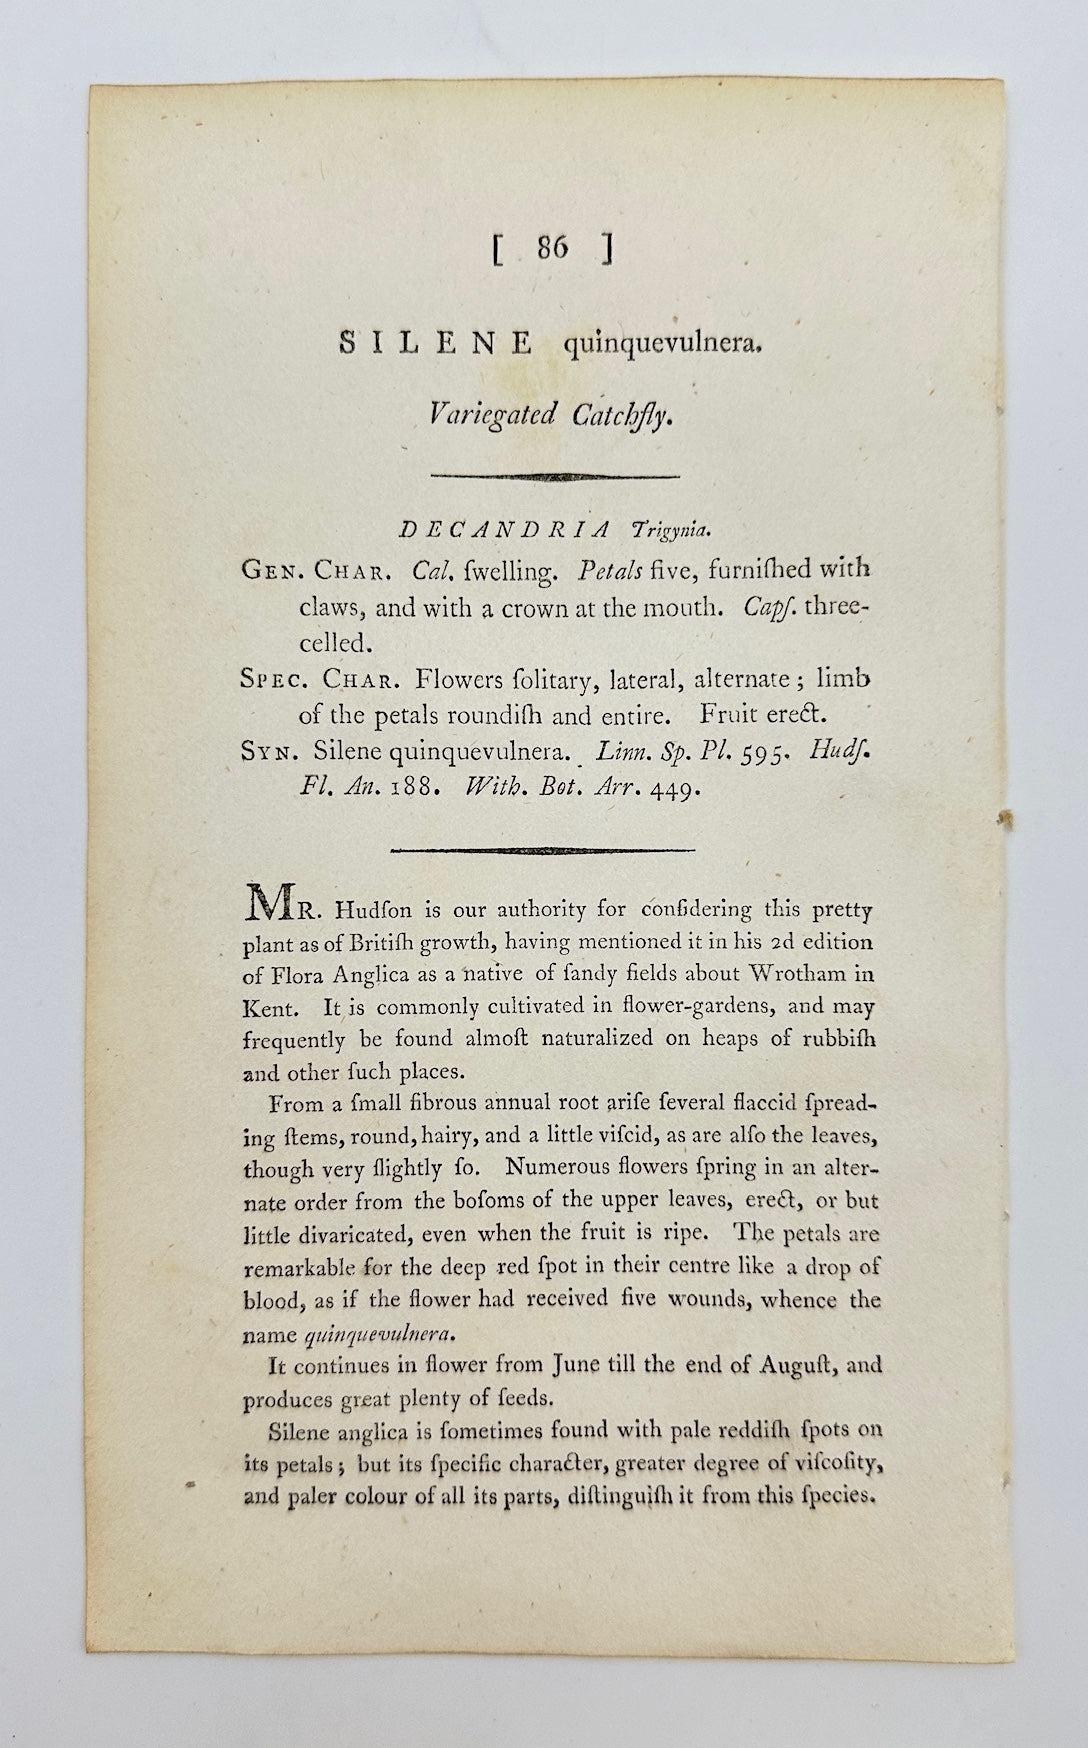 [ 86 ]
SILENE quinquevulnera.
Variegated Catchfly.
DECANDRIA Trigynia.
GEN. CHAR. Cal. ſwelling. Petals five, furniſhed with
claws, and with a crown at the mouth. Capſ. three-
celled.
SPEC. CHAR. Flowers ſolitary, lateral, alternate; limb
of the petals roundiſh and entire. Fruit erect.
SYN. Silene quinquevulnera. Linn. Sp. Pl. 595. Hudſ.
Fl. An. 188. With. Bot. Arr. 449.
MR. Hudſon is our authority for conſidering this pretty
plant as of Britiſh growth, having mentioned it in his 2d edition
of Flora Anglica as a native of ſandy fields about Wrotham in
Kent. It is commonly cultivated in flower-gardens, and may
frequently be found almoſt naturalized on heaps of rubbiſh
and other ſuch places.
From a ſmall fibrous annual root ariſe ſeveral flaccid ſpread-
ing ſtems, round, hairy, and a little viſcid, as are alſo the leaves,
though very ſlightly ſo. Numerous flowers ſpring in an alter-
nate order from the boſoms of the upper leaves, erect, or but
little divaricated, even when the fruit is ripe. The petals are
remarkable for the deep red ſpot in their centre like a drop of
blood, as if the flower had received five wounds, whence the
name quinquevulnera.
It continues in flower from June till the end of Auguſt, and
produces great plenty of ſeeds.
Silene anglica is ſometimes found with pale reddiſh ſpots on
its petals; but its ſpecific character, greater degree of viſcoſity,
and paler colour of all its parts, diſtinguiſh it from this ſpecies.